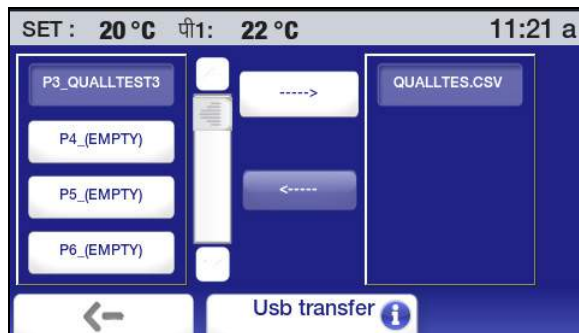 SET : 20 °C पी1: 22 °C 11:21 a
P3_QUALLTEST3
P4_(EMPTY)
P5_(EMPTY)
P6_(EMPTY)
----->
<-----
QUALLTES.CSV
Usb transfer